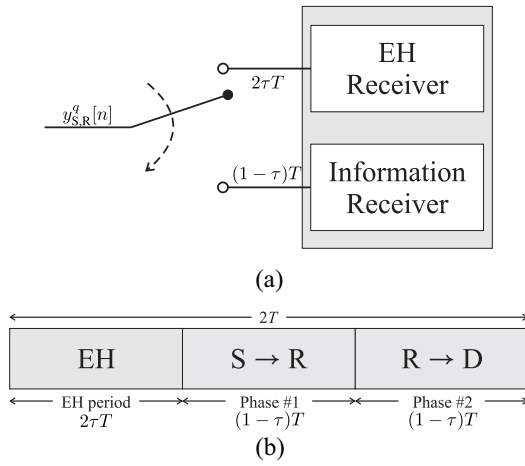 EH
Receiver
2τT
y^q_{S,R}[n]
(1 − τ)T
Information
Receiver
(a)
2T
EH
S → R
R → D
EH period
Phase #1
Phase #2
2τT
(1 − τ)T
(1 − τ)T
(b)